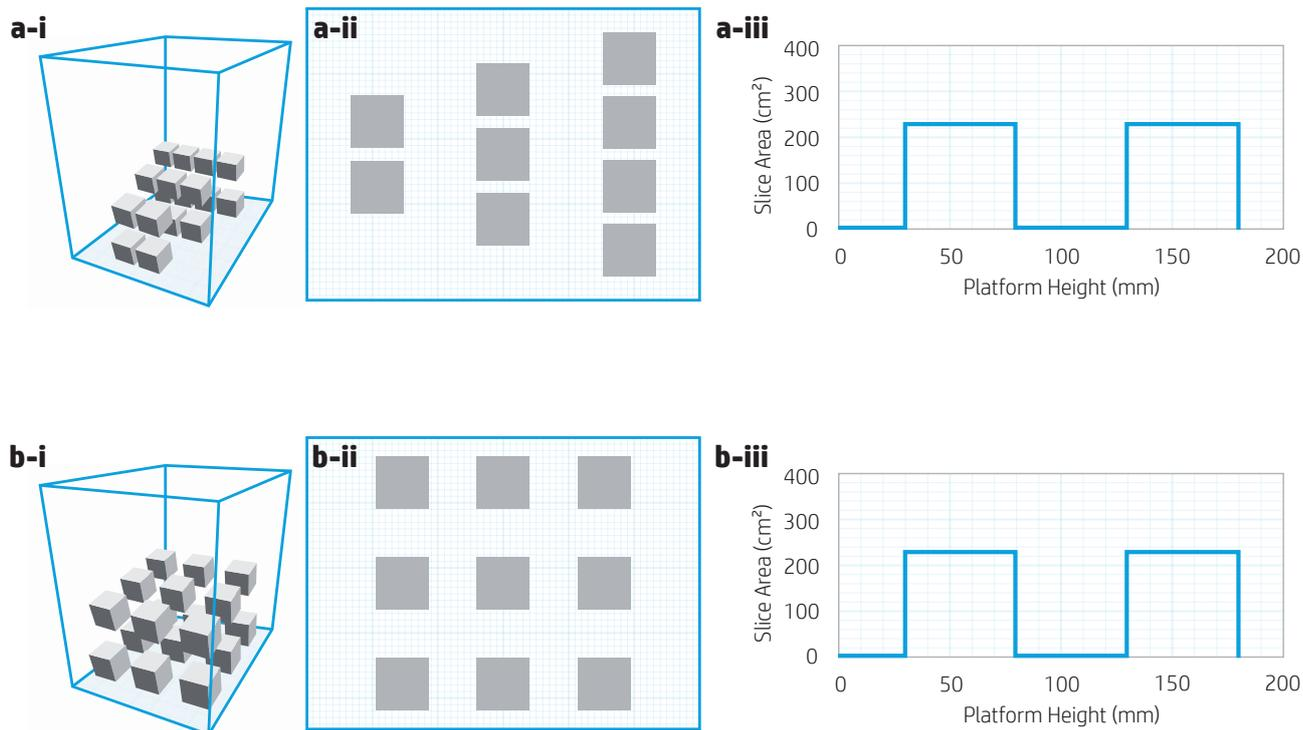 a-i
a-ii
a-iii
400
300
200
100
0
Slice Area (cm²)
0 50 100 150 200
Platform Height (mm)
b-i
b-ii
b-iii
400
300
200
100
0
Slice Area (cm²)
0 50 100 150 200
Platform Height (mm)